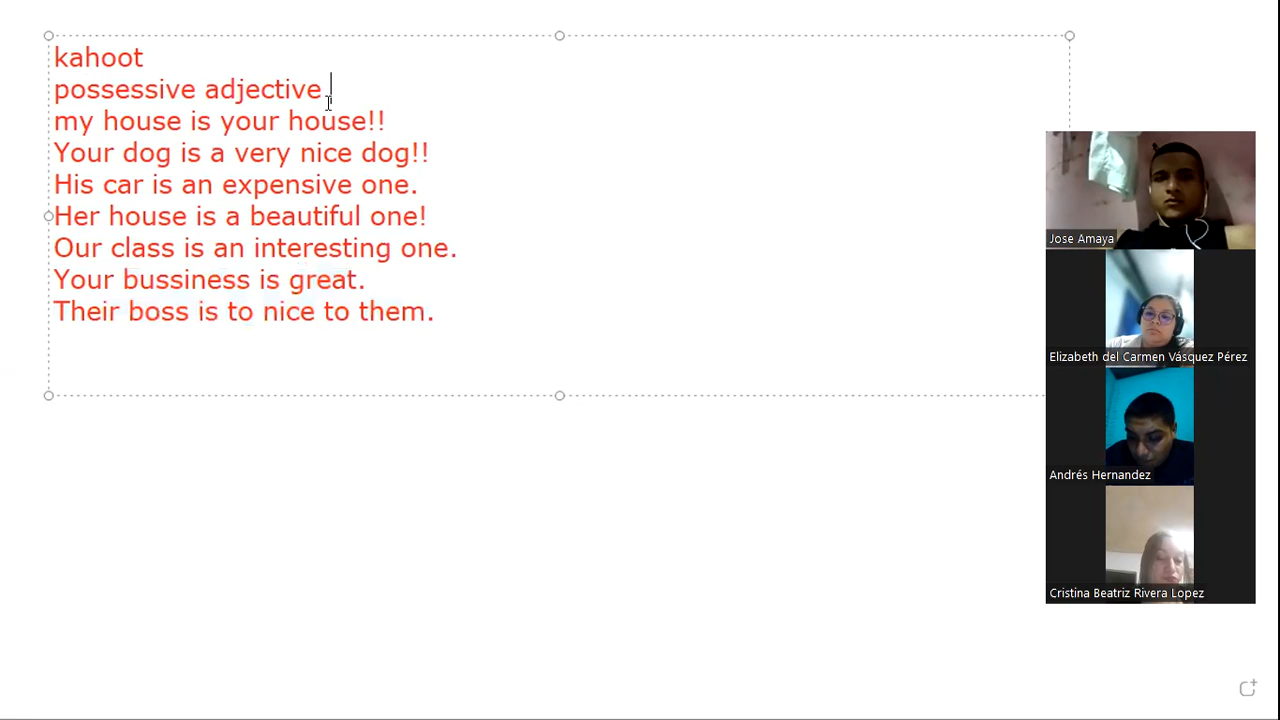 kahoot
possessive adjective
my house is your house!!
Your dog is a very nice dog!!
His car is an expensive one.
Her house is a beautiful one!
Our class is an interesting one.
Your bussiness is great.
Their boss is to nice to them.
Jose Amaya
Elizabeth del Carmen Vásquez Pérez
Andrés Hernandez
Cristina Beatriz Rivera Lopez